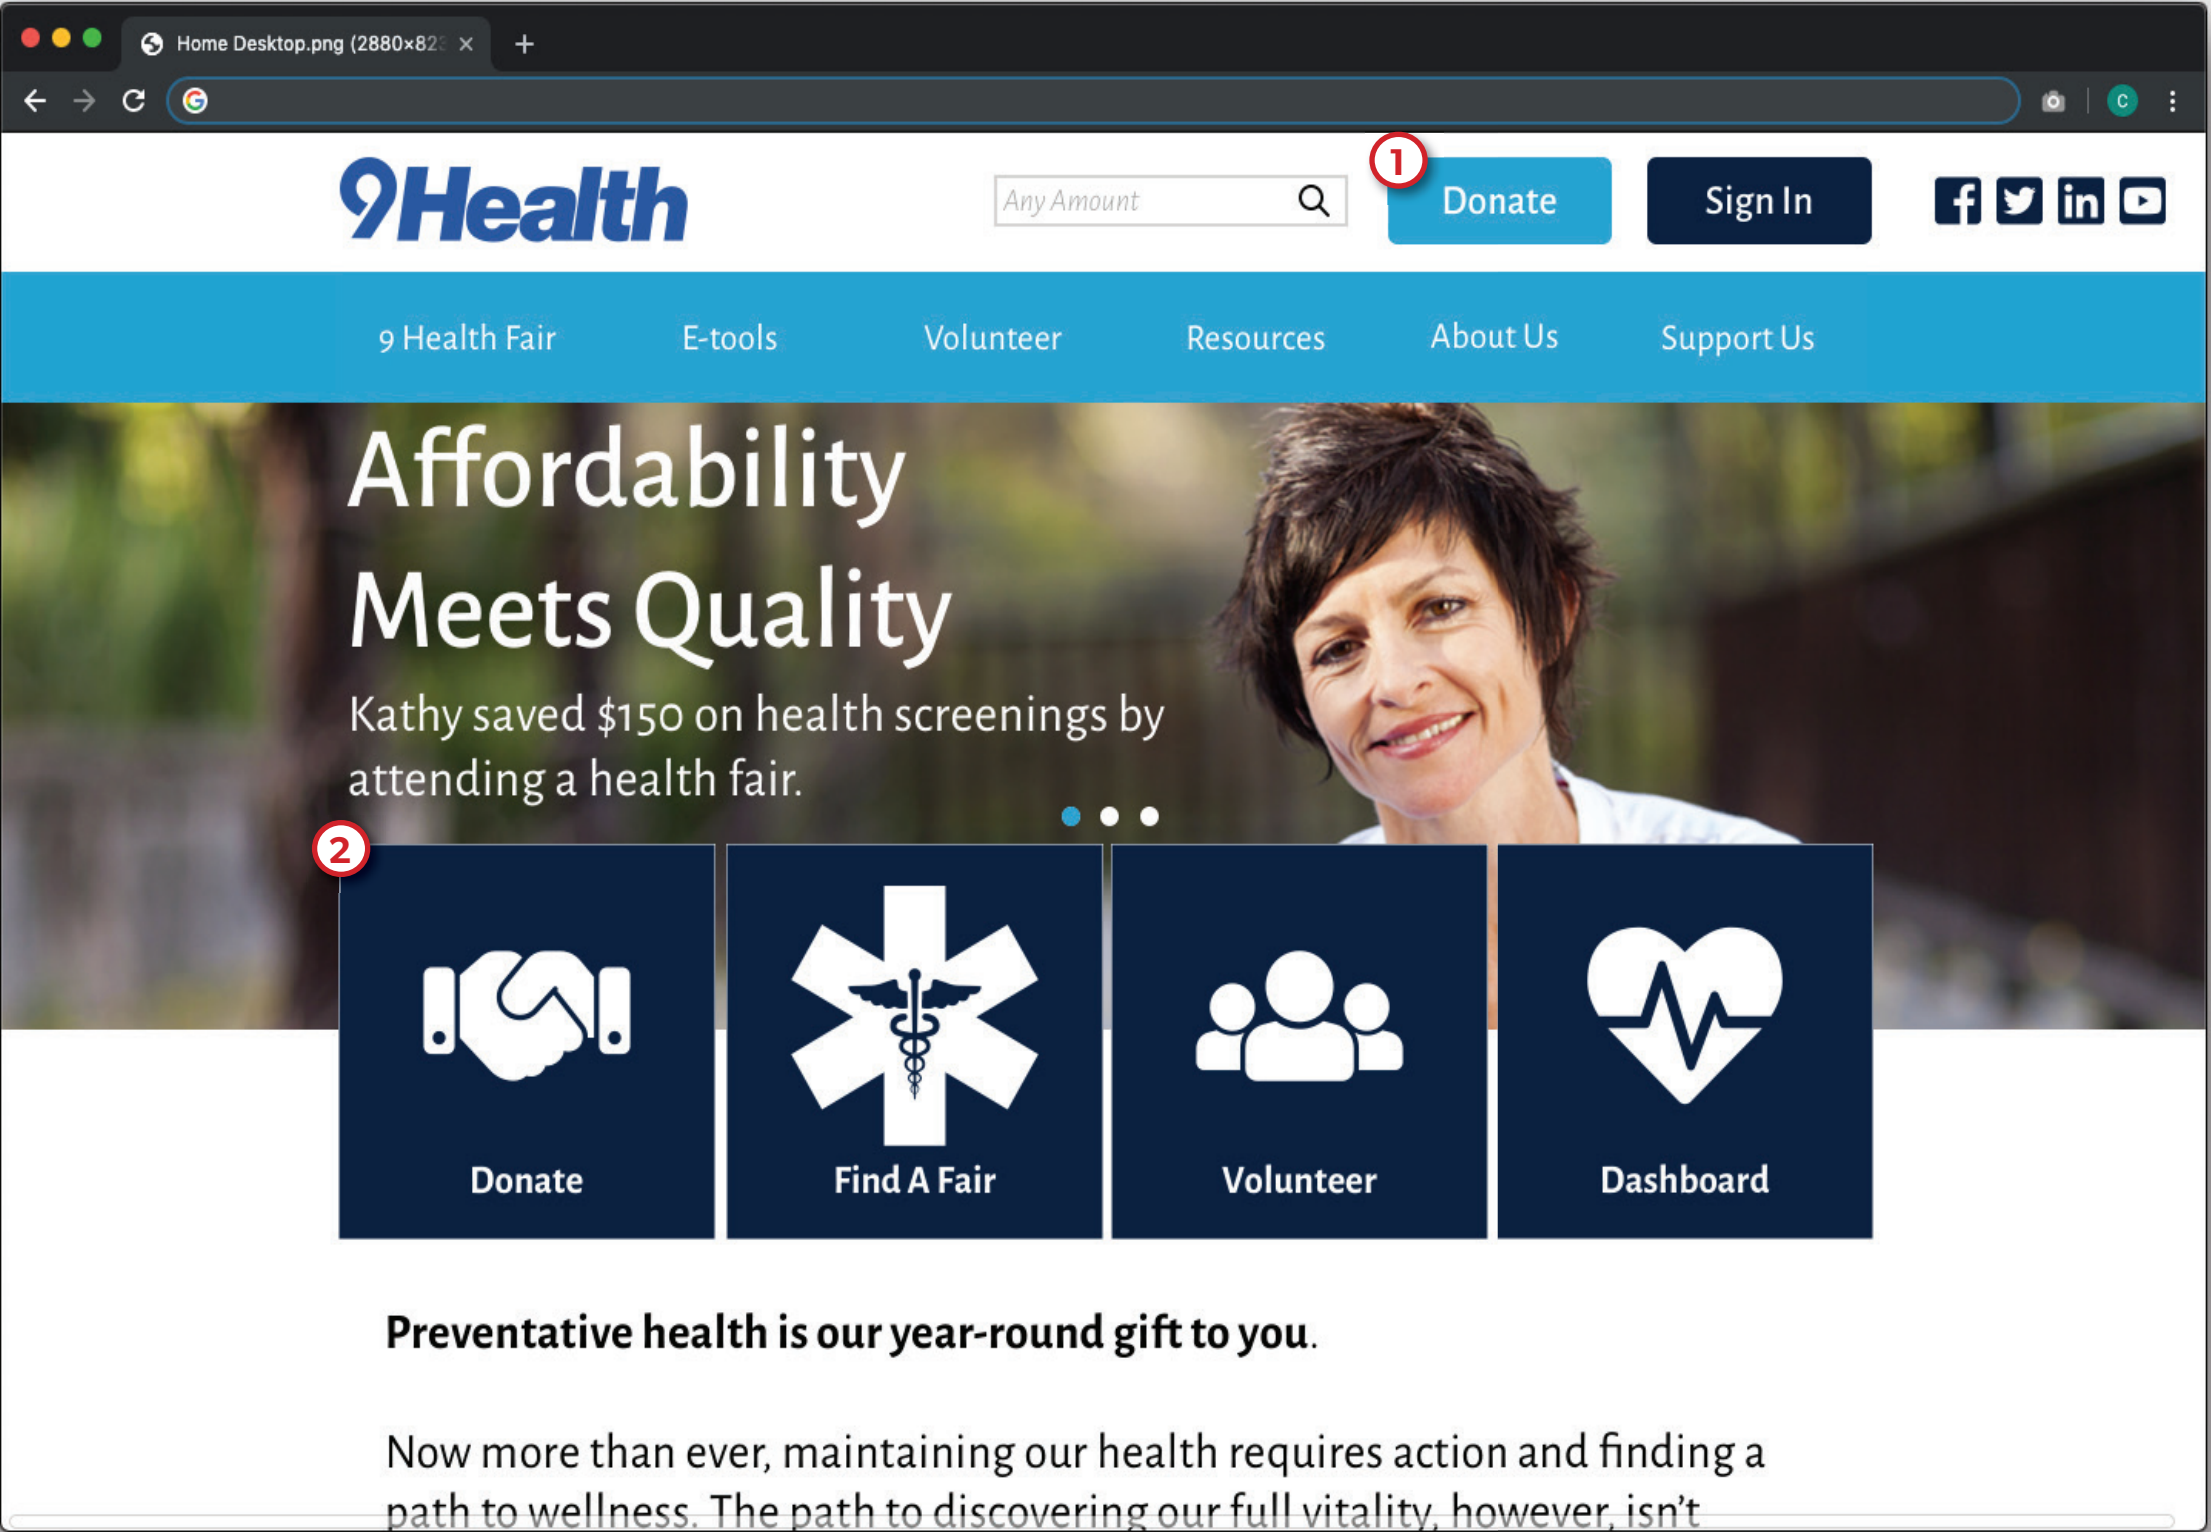 Home Desktop.png (2880×823
C
9Health
Any Amount
1
Donate
Sign In
9 Health Fair
E-tools
Volunteer
Resources
About Us
Support Us
Affordability
Meets Quality
Kathy saved $150 on health screenings by
attending a health fair.
2
Donate
Find A Fair
Volunteer
Dashboard
Preventative health is our year-round gift to you.
Now more than ever, maintaining our health requires action and finding a
path to wellness. The path to discovering our full vitality, however, isn't